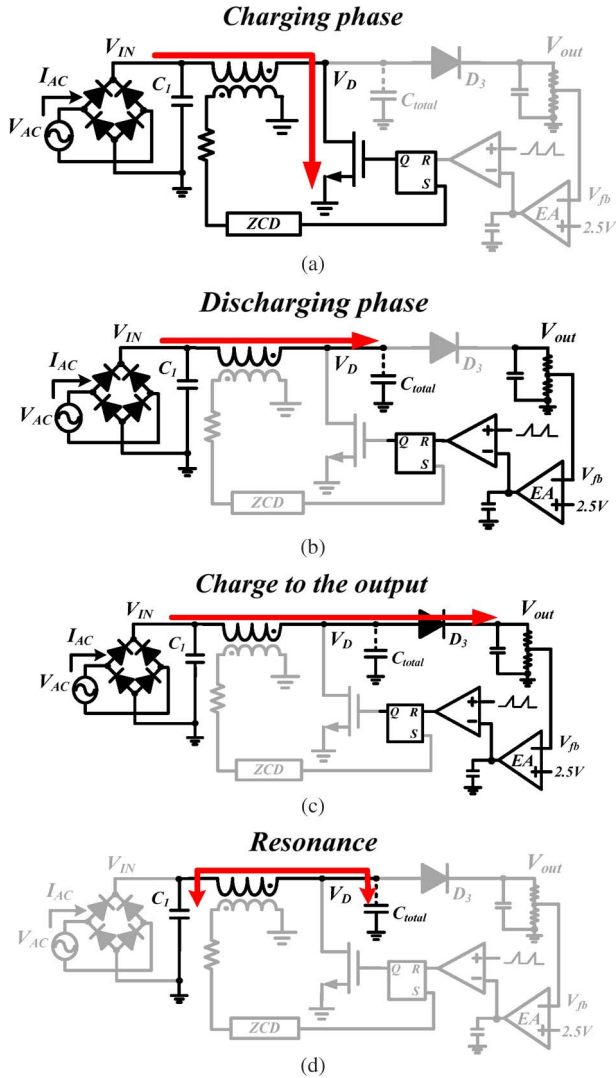 Charging phase
V_IN
I_AC
C_1
V_AC
V_D
C_total
D_3
V_out
Q R
S
ZCD
EA
V_fb
2.5V
(a)
Discharging phase
V_IN
I_AC
C_1
V_AC
V_D
C_total
D_3
V_out
Q R
S
ZCD
EA
V_fb
2.5V
(b)
Charge to the output
V_IN
I_AC
C_1
V_AC
V_D
C_total
D_3
V_out
Q R
S
ZCD
EA
V_fb
2.5V
(c)
Resonance
V_IN
I_AC
C_1
V_AC
V_D
C_total
D_3
V_out
Q R
S
ZCD
EA
V_fb
2.5V
(d)